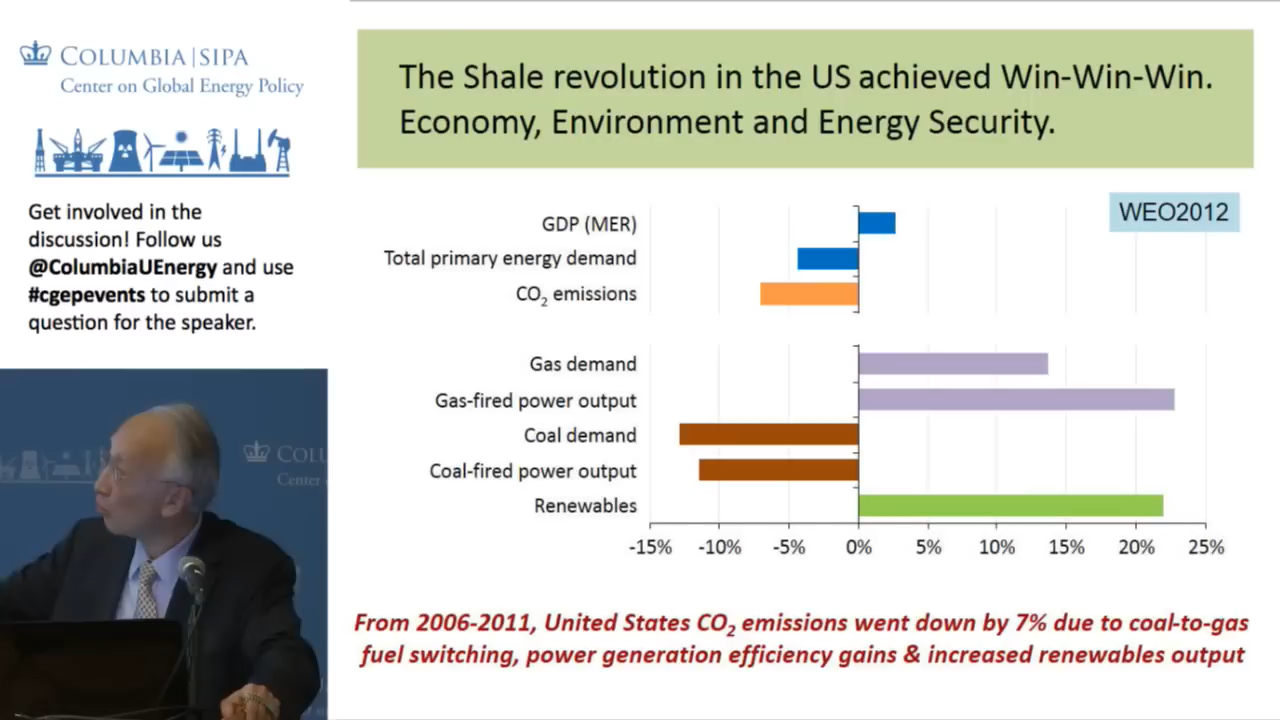 COLUMBIA | SIPA
Center on Global Energy Policy
Get involved in the
discussion! Follow us
@ColumbiaUEnergy and use
#cgepevents to submit a
question for the speaker.
The Shale revolution in the US achieved Win-Win-Win.
Economy, Environment and Energy Security.
WEO2012
GDP (MER)
Total primary energy demand
CO2 emissions
Gas demand
Gas-fired power output
Coal demand
Coal-fired power output
Renewables
-15% -10% -5% 0% 5% 10% 15% 20% 25%
From 2006-2011, United States CO2 emissions went down by 7% due to coal-to-gas
fuel switching, power generation efficiency gains & increased renewables output
COLU
Center